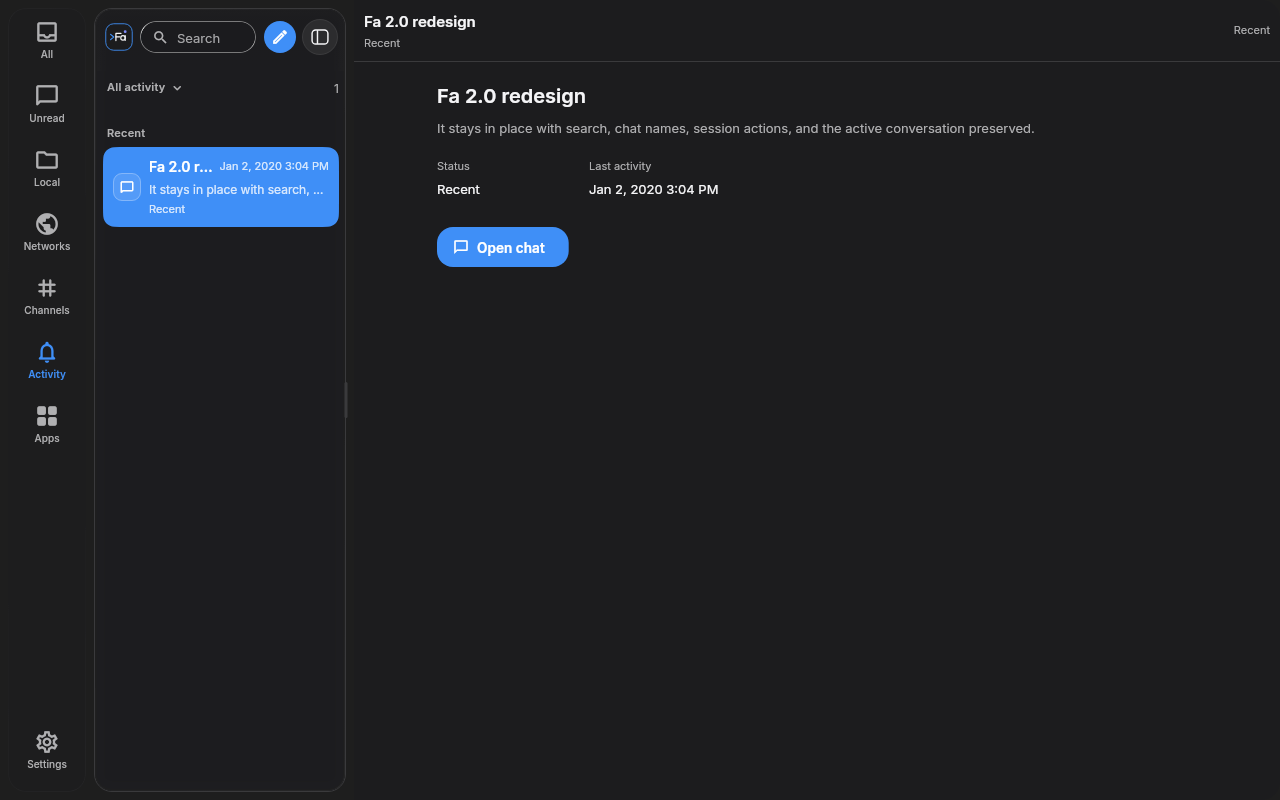 All
Unread
Local
Networks
Channels
Activity
Apps
Settings
>Fa
Search
All activity
1
Recent
Fa 2.0 r...
Jan 2, 2020 3:04 PM
It stays in place with search, ...
Recent
Fa 2.0 redesign
Recent
Recent
Fa 2.0 redesign
It stays in place with search, chat names, session actions, and the active conversation preserved.
Status
Last activity
Recent
Jan 2, 2020 3:04 PM
Open chat